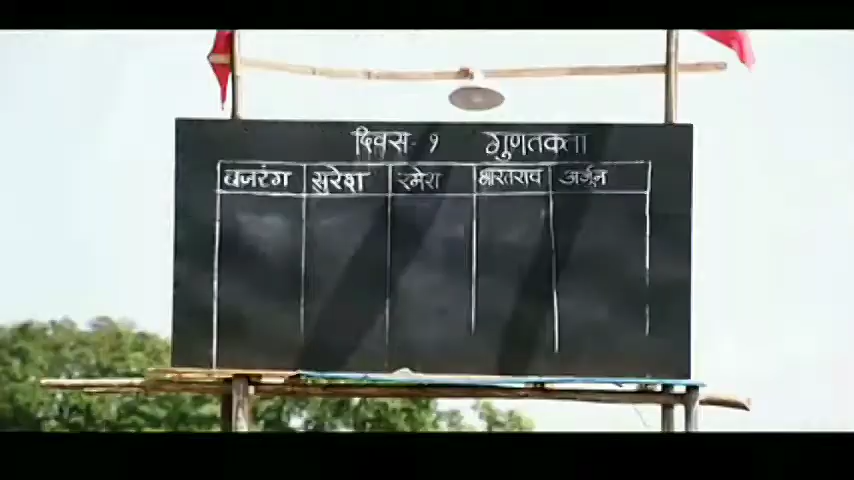 दिवस - १ गुणतक्ता
बजरंग सुरेश रमेश भारतराव अर्जून